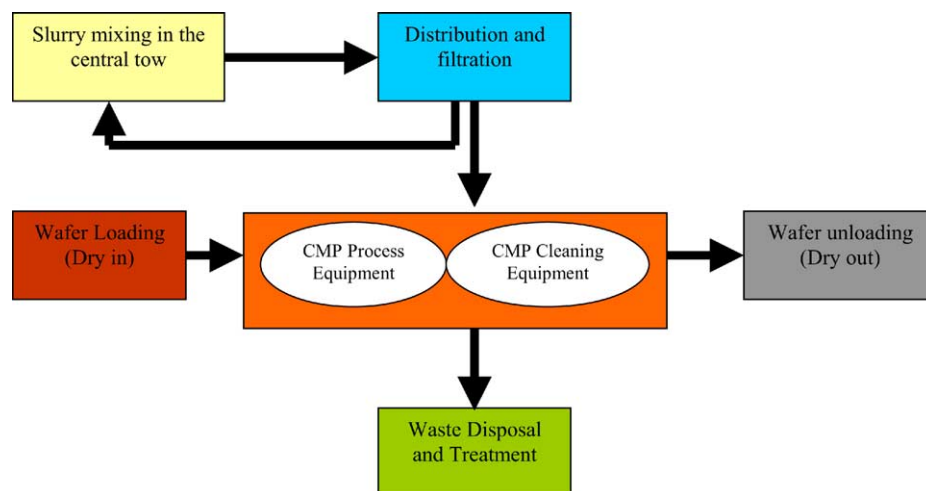 Slurry mixing in the
central tow
Distribution and
filtration
Wafer Loading
(Dry in)
CMP Process
Equipment
CMP Cleaning
Equipment
Wafer unloading
(Dry out)
Waste Disposal
and Treatment